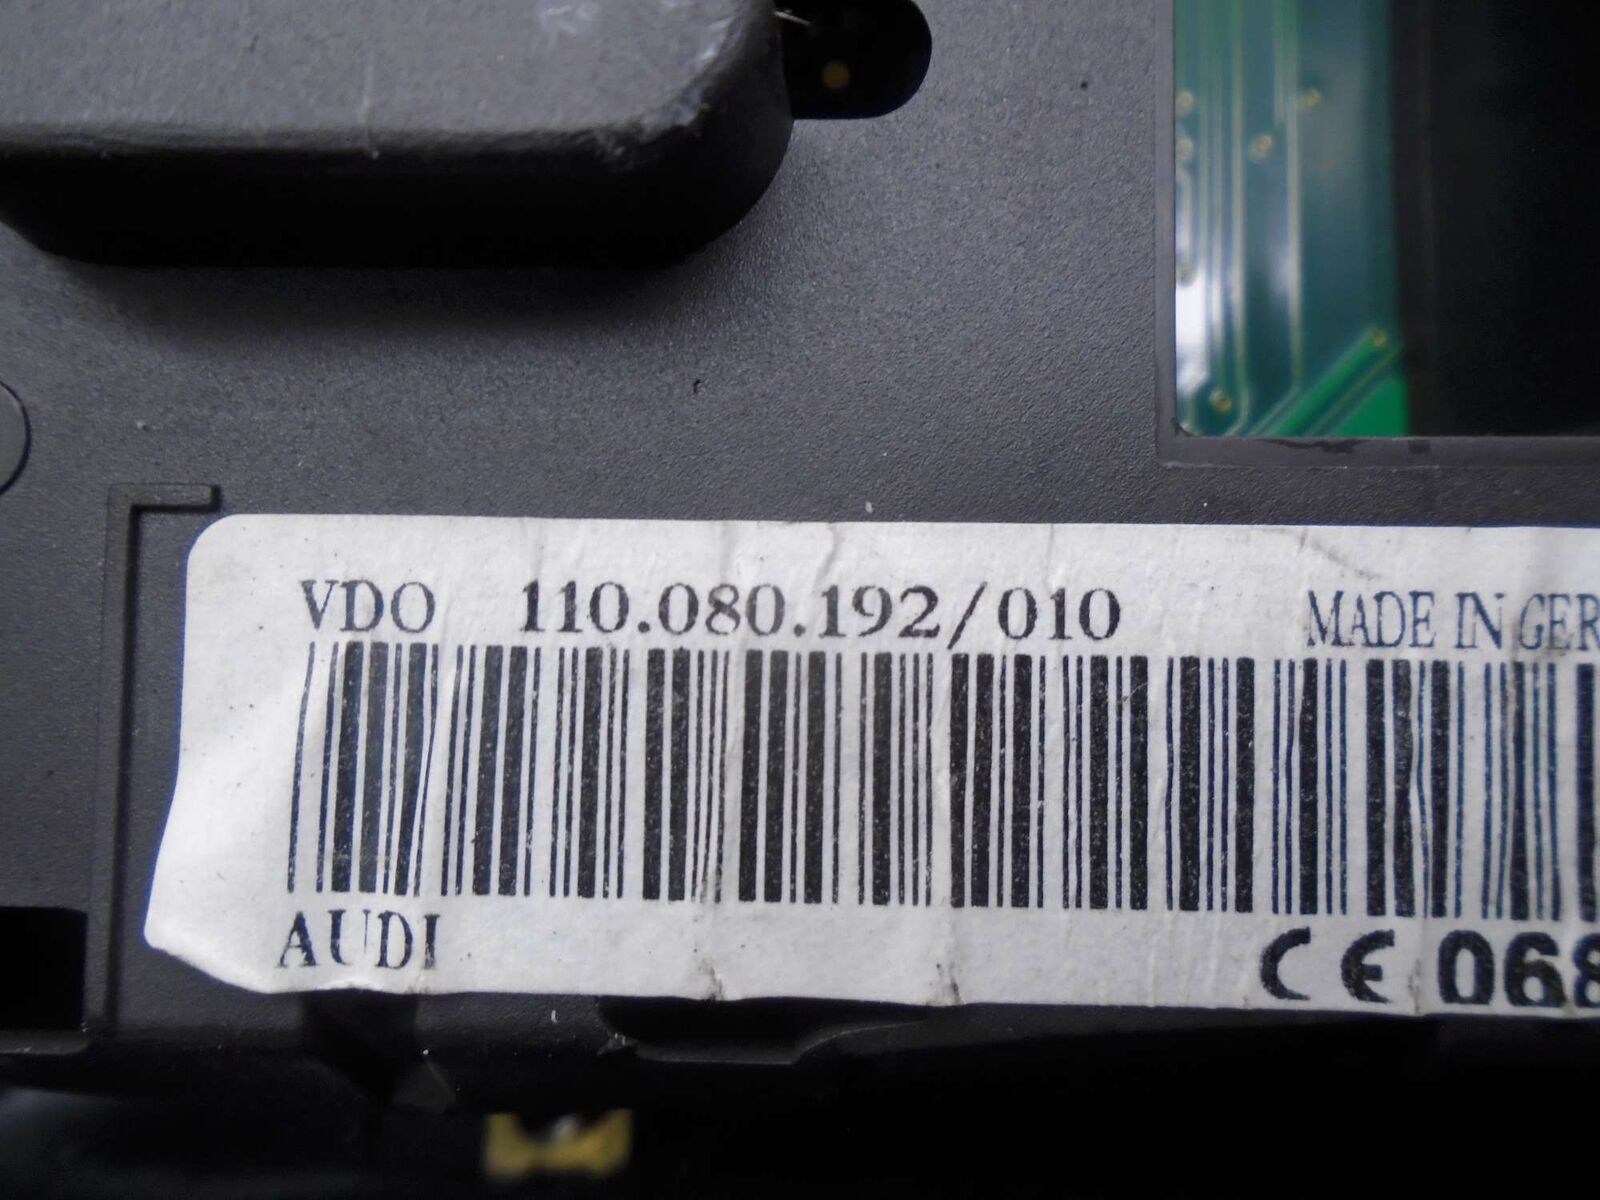 VDO 110.080.192/010 MADE IN GER
AUDI CE 068